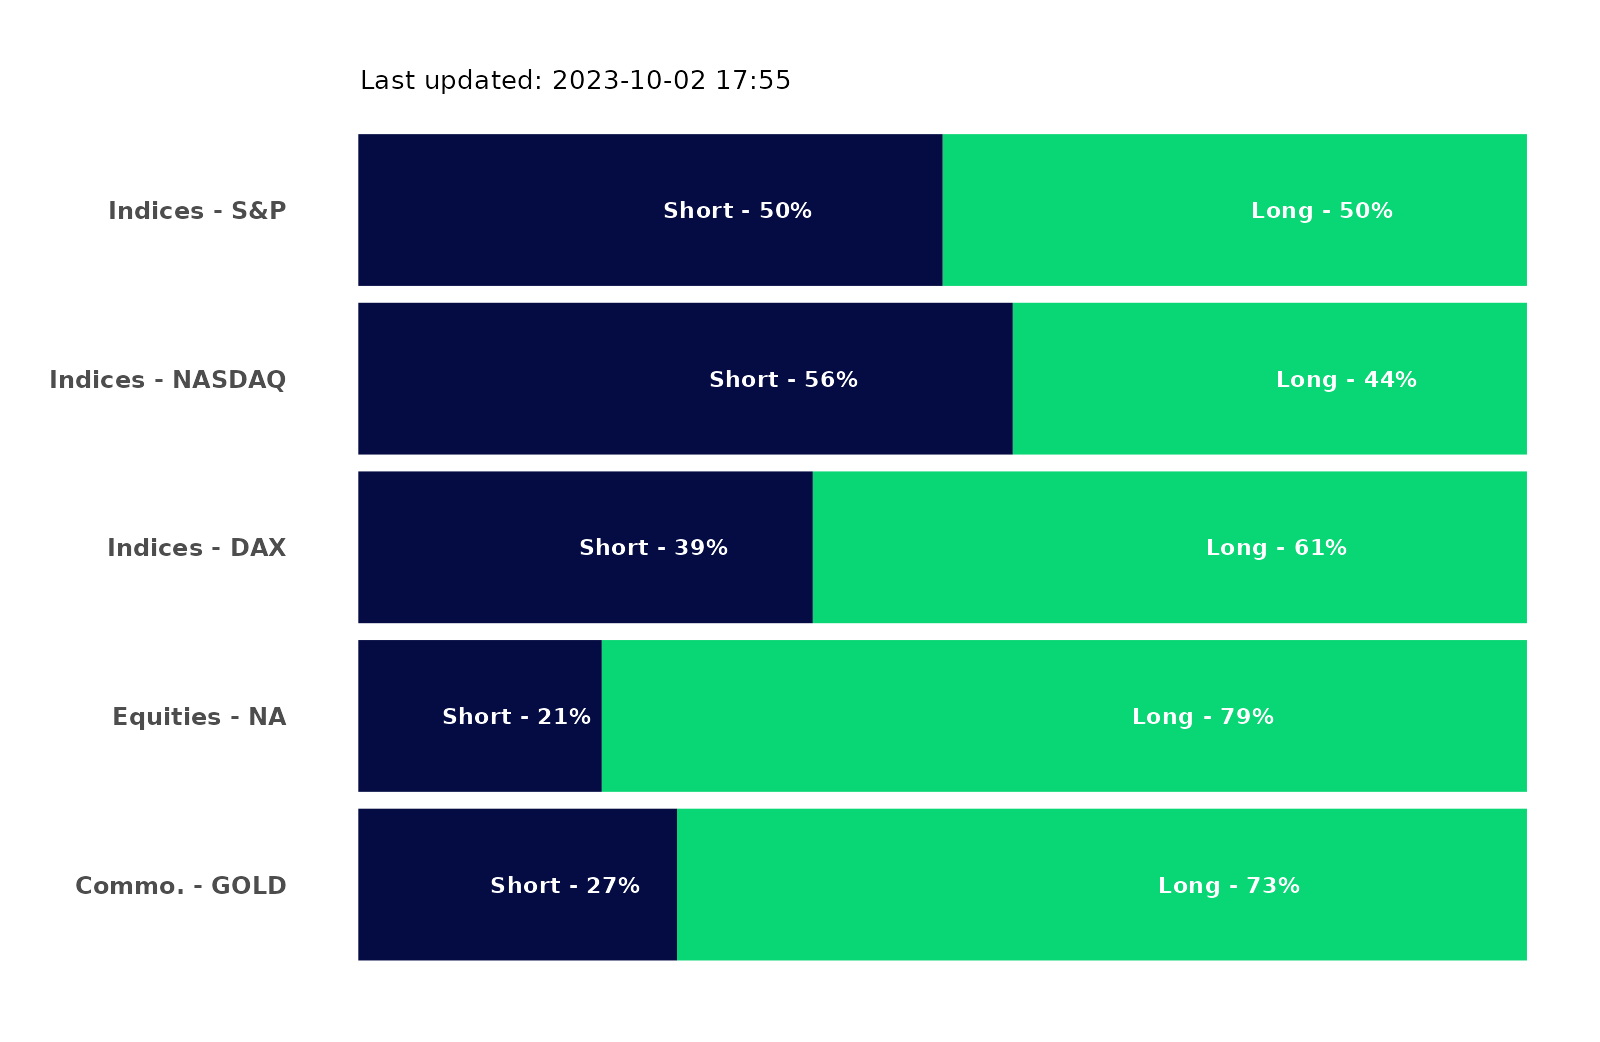 Last updated: 2023-10-02 17:55
Indices - S&P Short - 50% Long - 50%
Indices - NASDAQ Short - 56% Long - 44%
Indices - DAX Short - 39% Long - 61%
Equities - NA Short - 21% Long - 79%
Commo. - GOLD Short - 27% Long - 73%